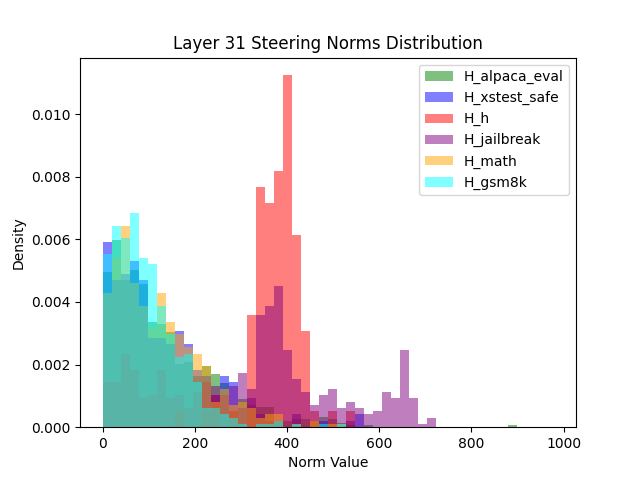 Layer 31 Steering Norms Distribution
H_alpaca_eval
H_xstest_safe
H_h
H_jailbreak
H_math
H_gsm8k
0.010
0.008
0.006
0.004
0.002
0.000
Density
0 200 400 600 800 1000
Norm Value